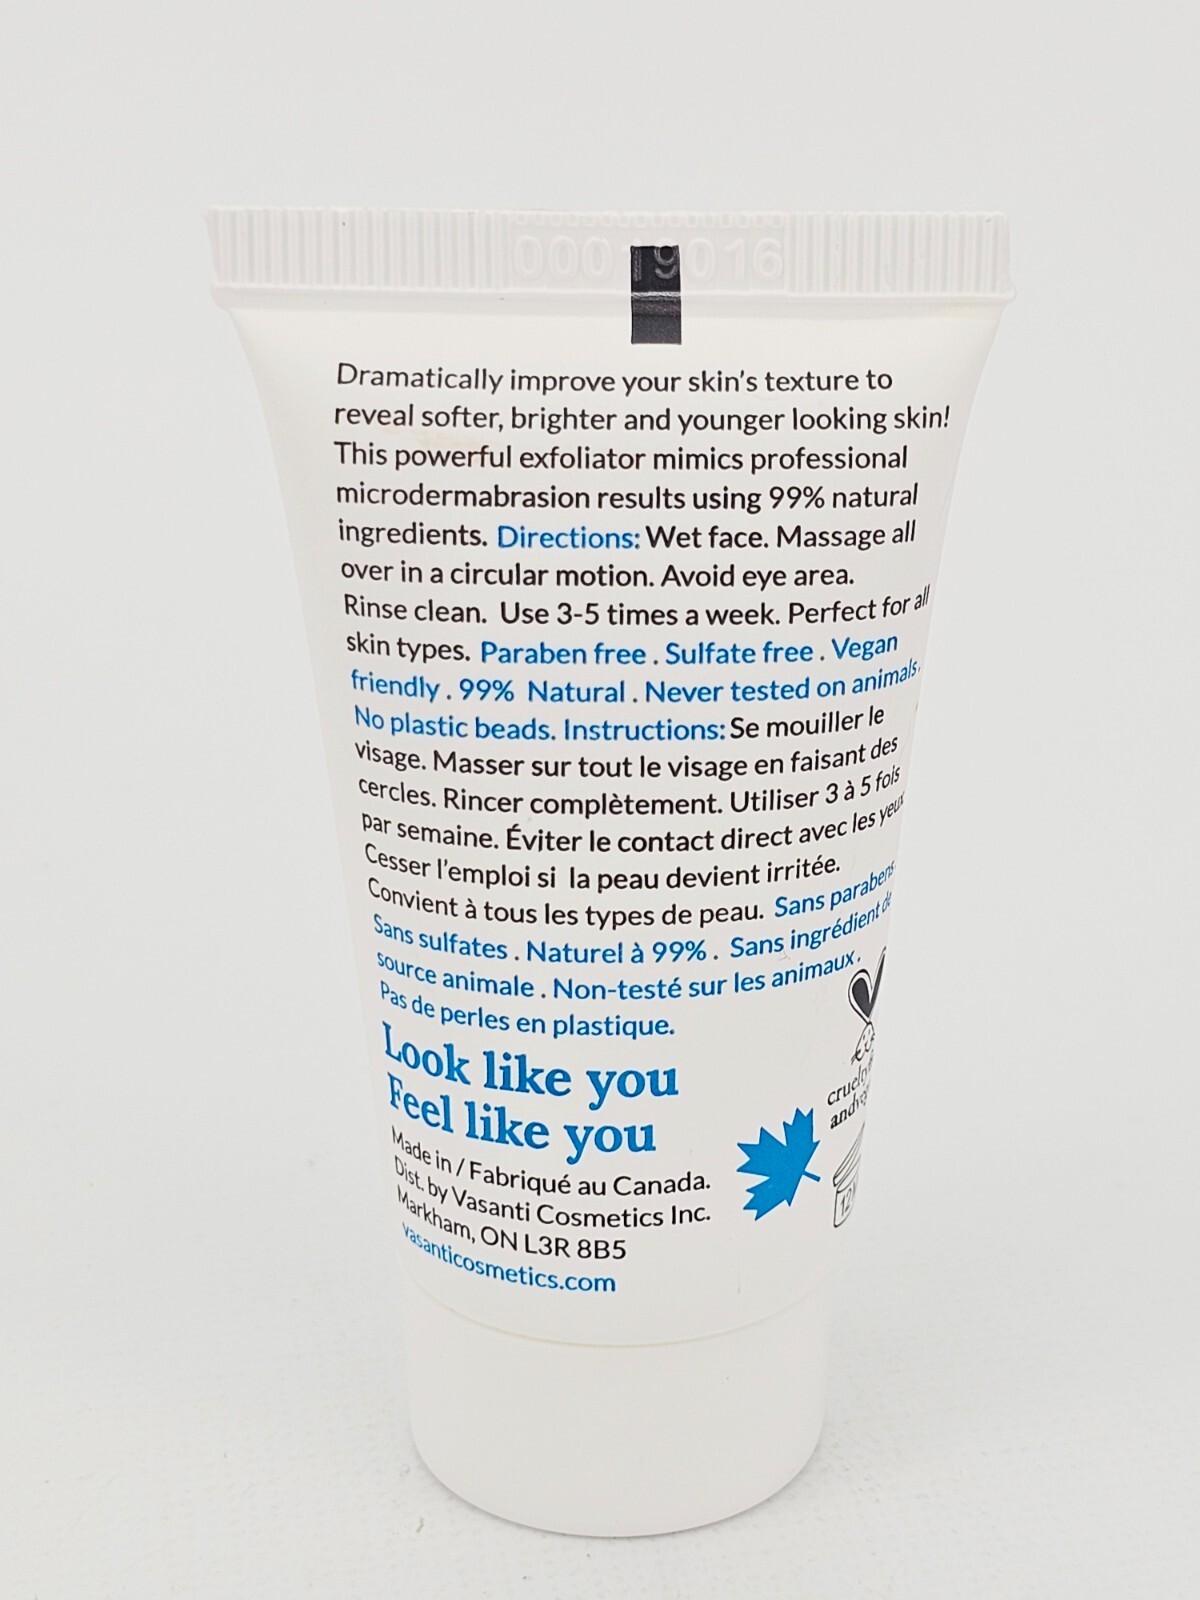 00019016
Dramatically improve your skin's texture to
reveal softer, brighter and younger looking skin!
This powerful exfoliator mimics professional
microdermabrasion results using 99% natural
ingredients. Directions: Wet face. Massage all
over in a circular motion. Avoid eye area.
Rinse clean. Use 3-5 times a week. Perfect for all
skin types. Paraben free . Sulfate free . Vegan
friendly . 99% Natural . Never tested on animals.
No plastic beads. Instructions: Se mouiller le
visage. Masser sur tout le visage en faisant des
cercles. Rincer complètement. Utiliser 3 à 5 fois
par semaine. Éviter le contact direct avec les yeux
Cesser l'emploi si la peau devient irritée.
Convient à tous les types de peau. Sans parabens.
Sans sulfates . Naturel à 99% . Sans ingrédient de
source animale . Non-testé sur les animaux .
Pas de perles en plastique.
Look like you
Feel like you
Made in / Fabriqué au Canada.
Dist. by Vasanti Cosmetics Inc.
Markham, ON L3R 8B5
vasanticosmetics.com